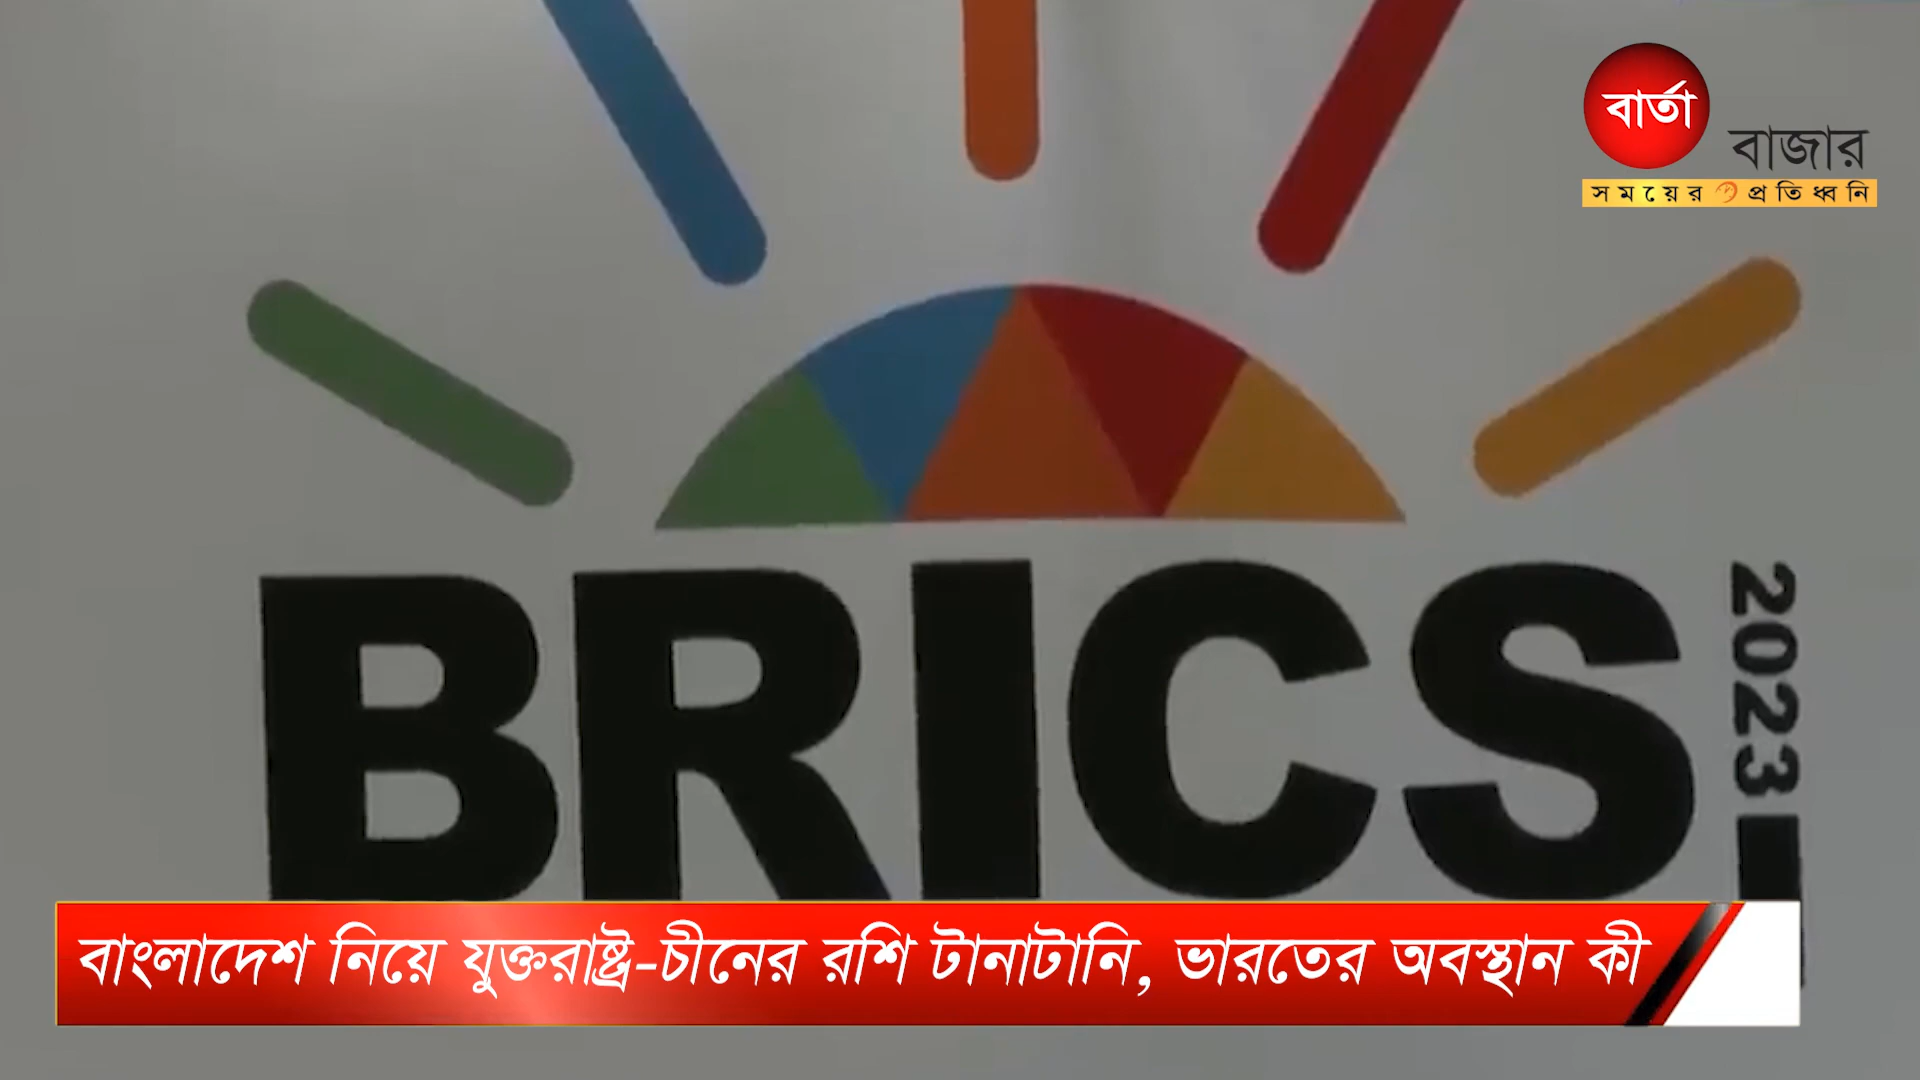 বার্তা
বাজার
সময়ের প্রতিধ্বনি
BRICS
2023
বাংলাদেশ নিয়ে যুক্তরাষ্ট্র-চীনের রশি টানাটানি, ভারতের অবস্থান কী